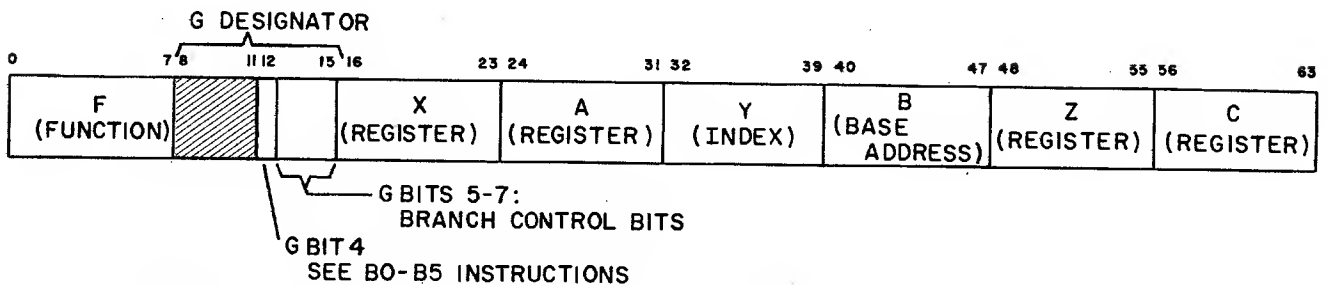 G DESIGNATOR
0 7 8 11 12 15 16 23 24 31 32 39 40 47 48 55 56 63
F
(FUNCTION)
X
(REGISTER)
A
(REGISTER)
Y
(INDEX)
B
(BASE
ADDRESS)
Z
(REGISTER)
C
(REGISTER)
G BITS 5-7:
BRANCH CONTROL BITS
G BIT 4
SEE B0-B5 INSTRUCTIONS